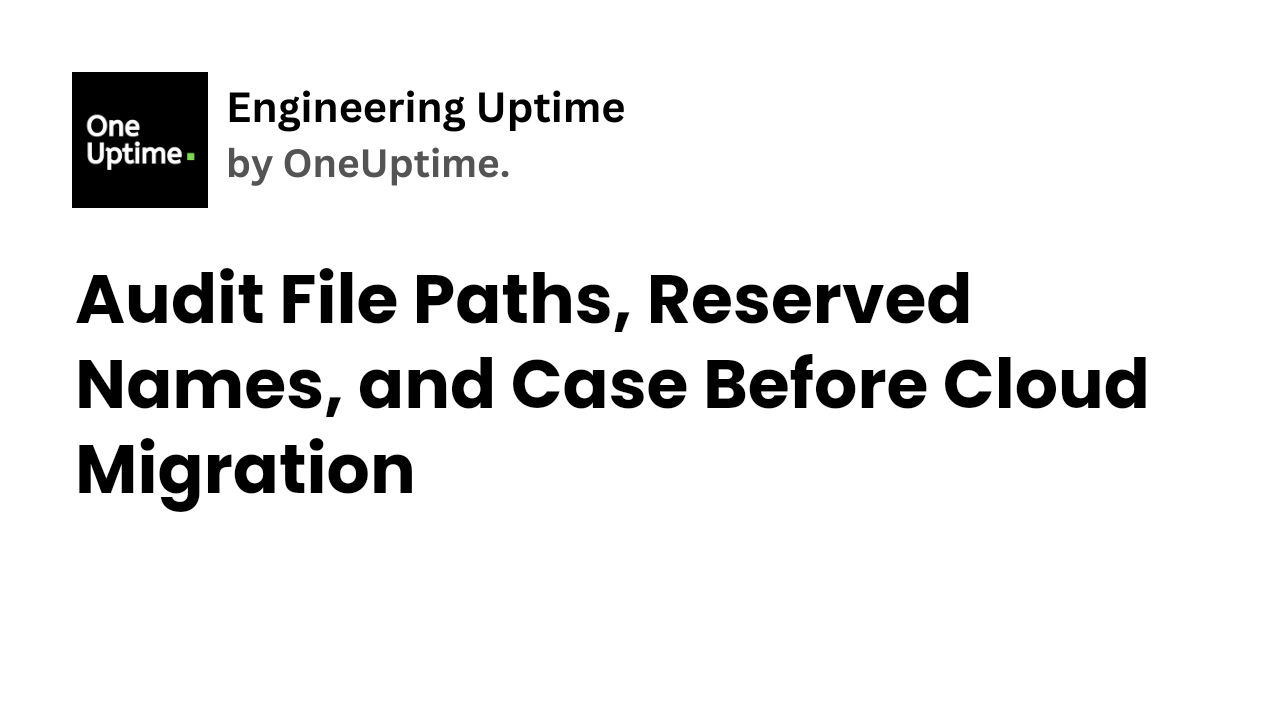 One
Uptime.
Engineering Uptime
by OneUptime.
Audit File Paths, Reserved
Names, and Case Before Cloud
Migration